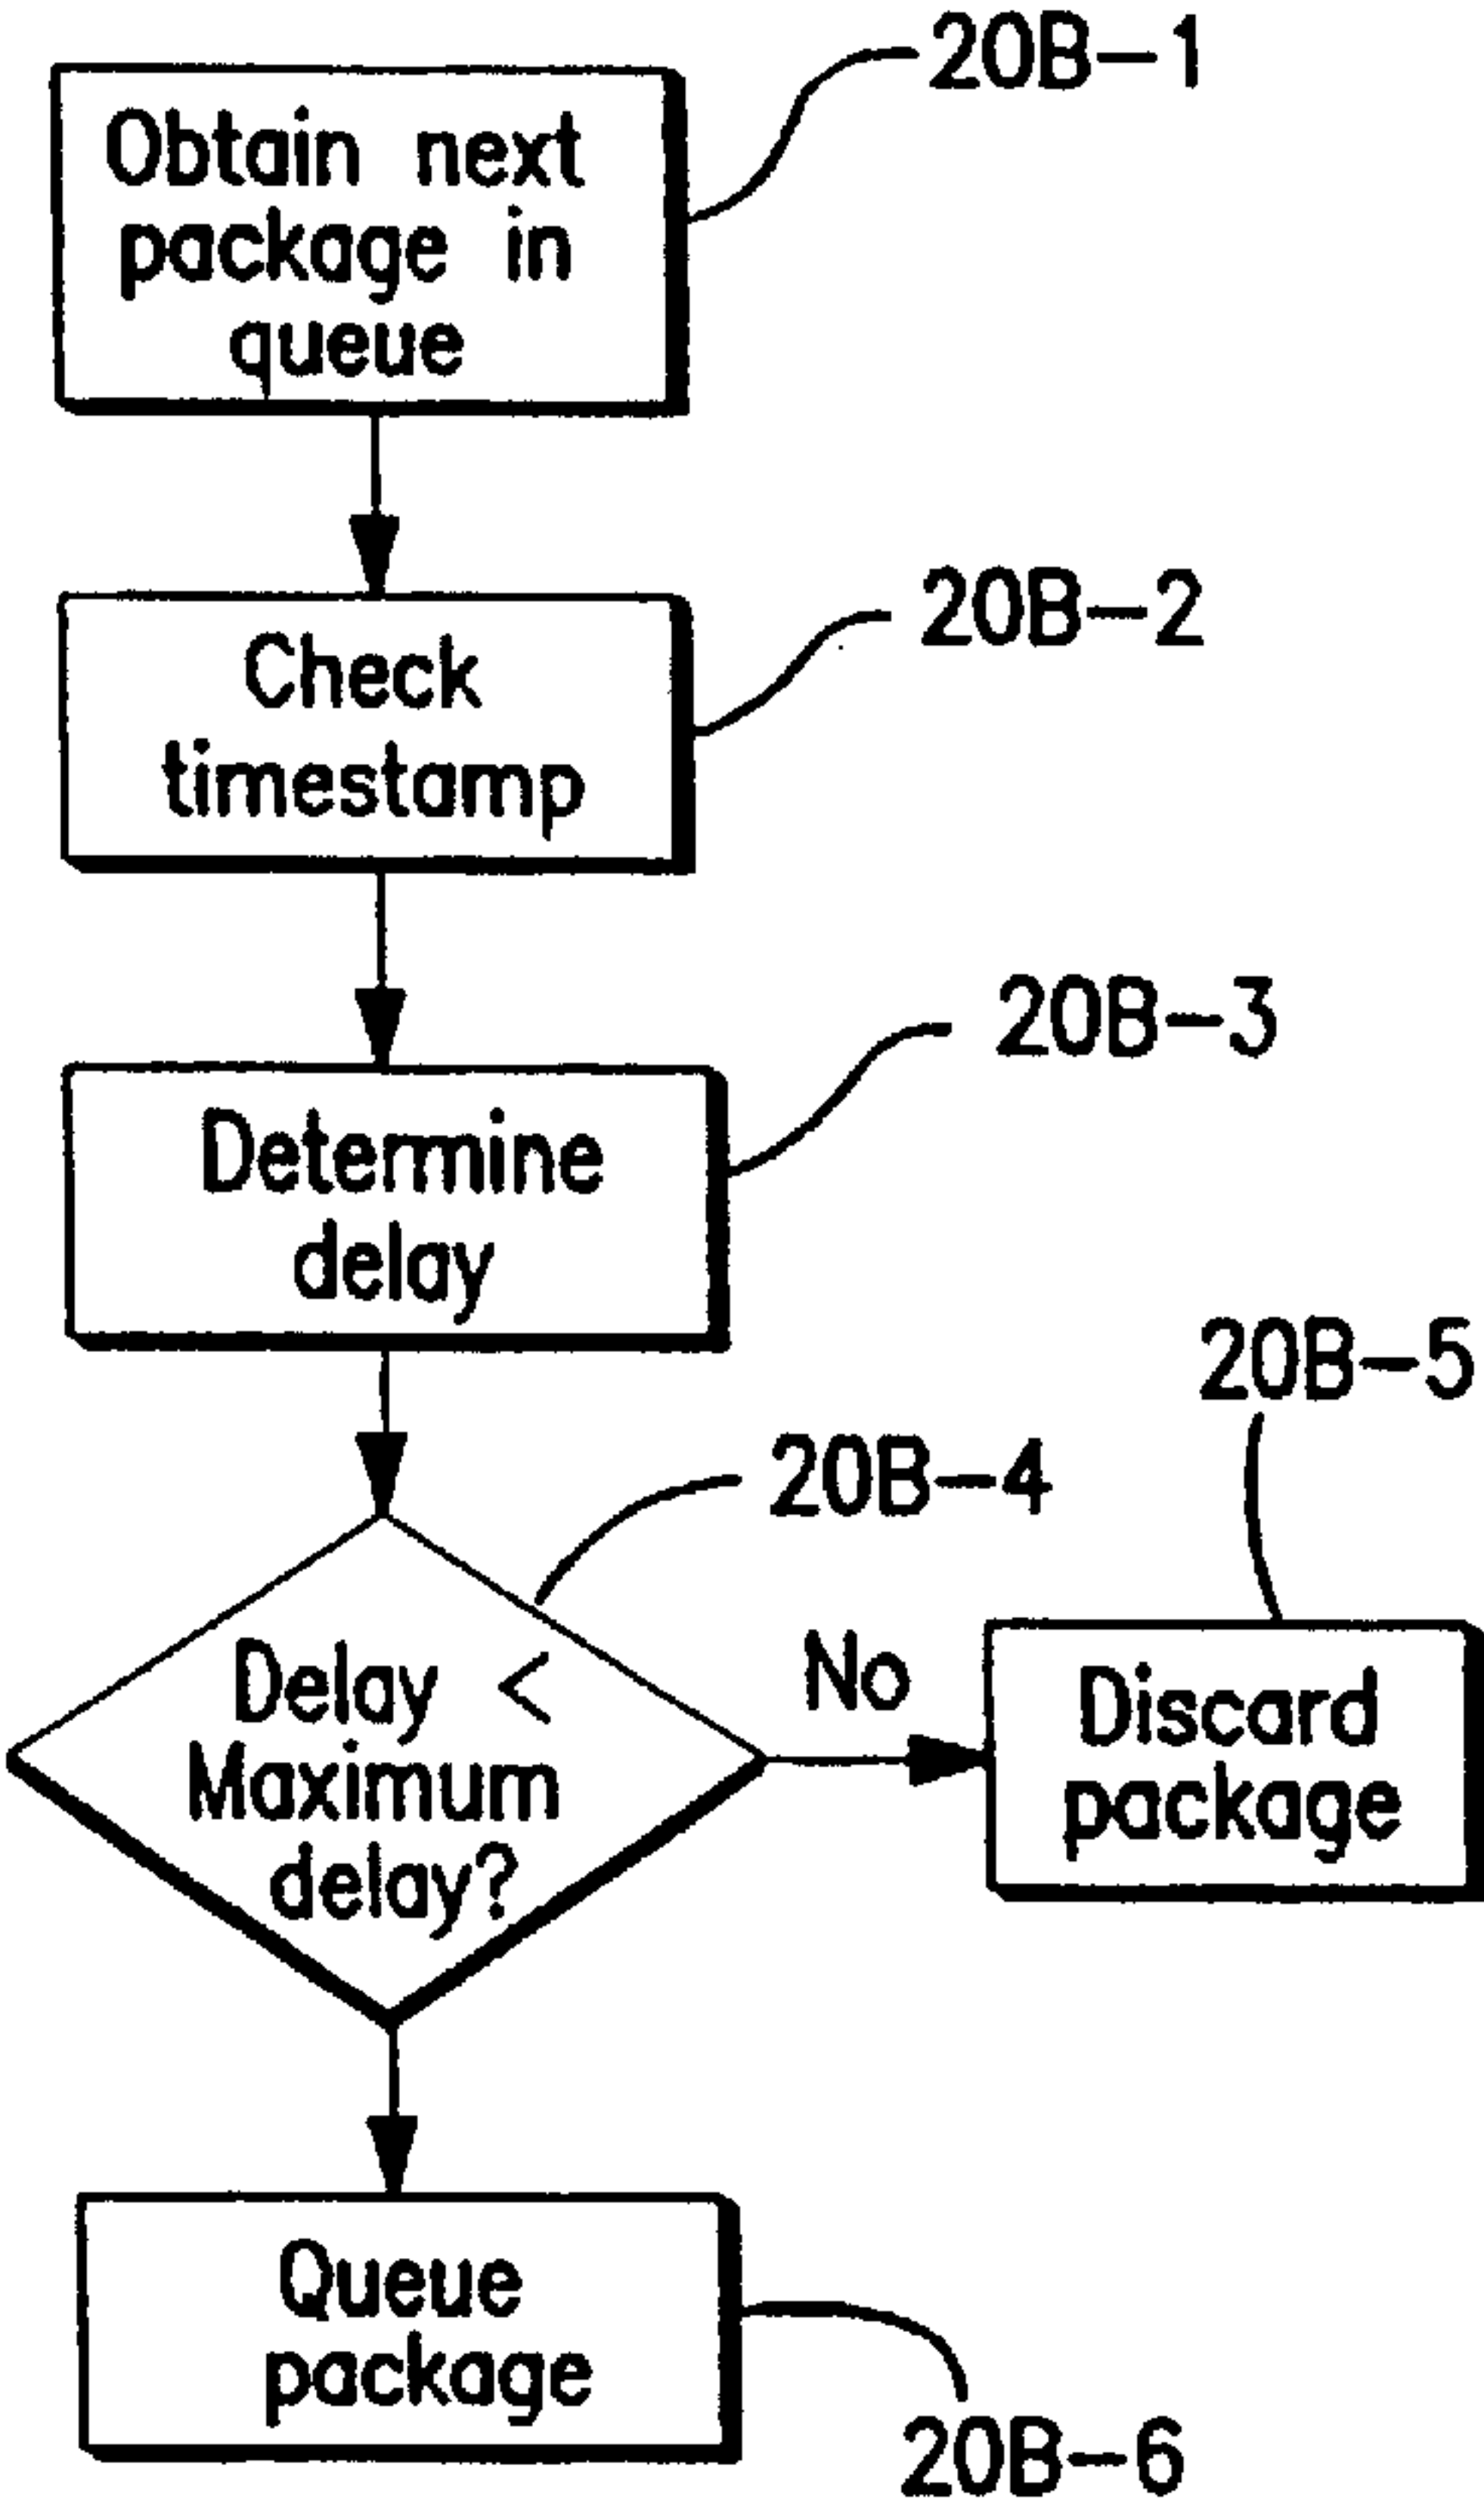 20B-1
Obtain next
package in
queue
20B-2
Check
timestamp
20B-3
Determine
delay
20B-5
20B-4
Delay <
Maximum
delay?
No
Discard
package
Queue
package
20B-6